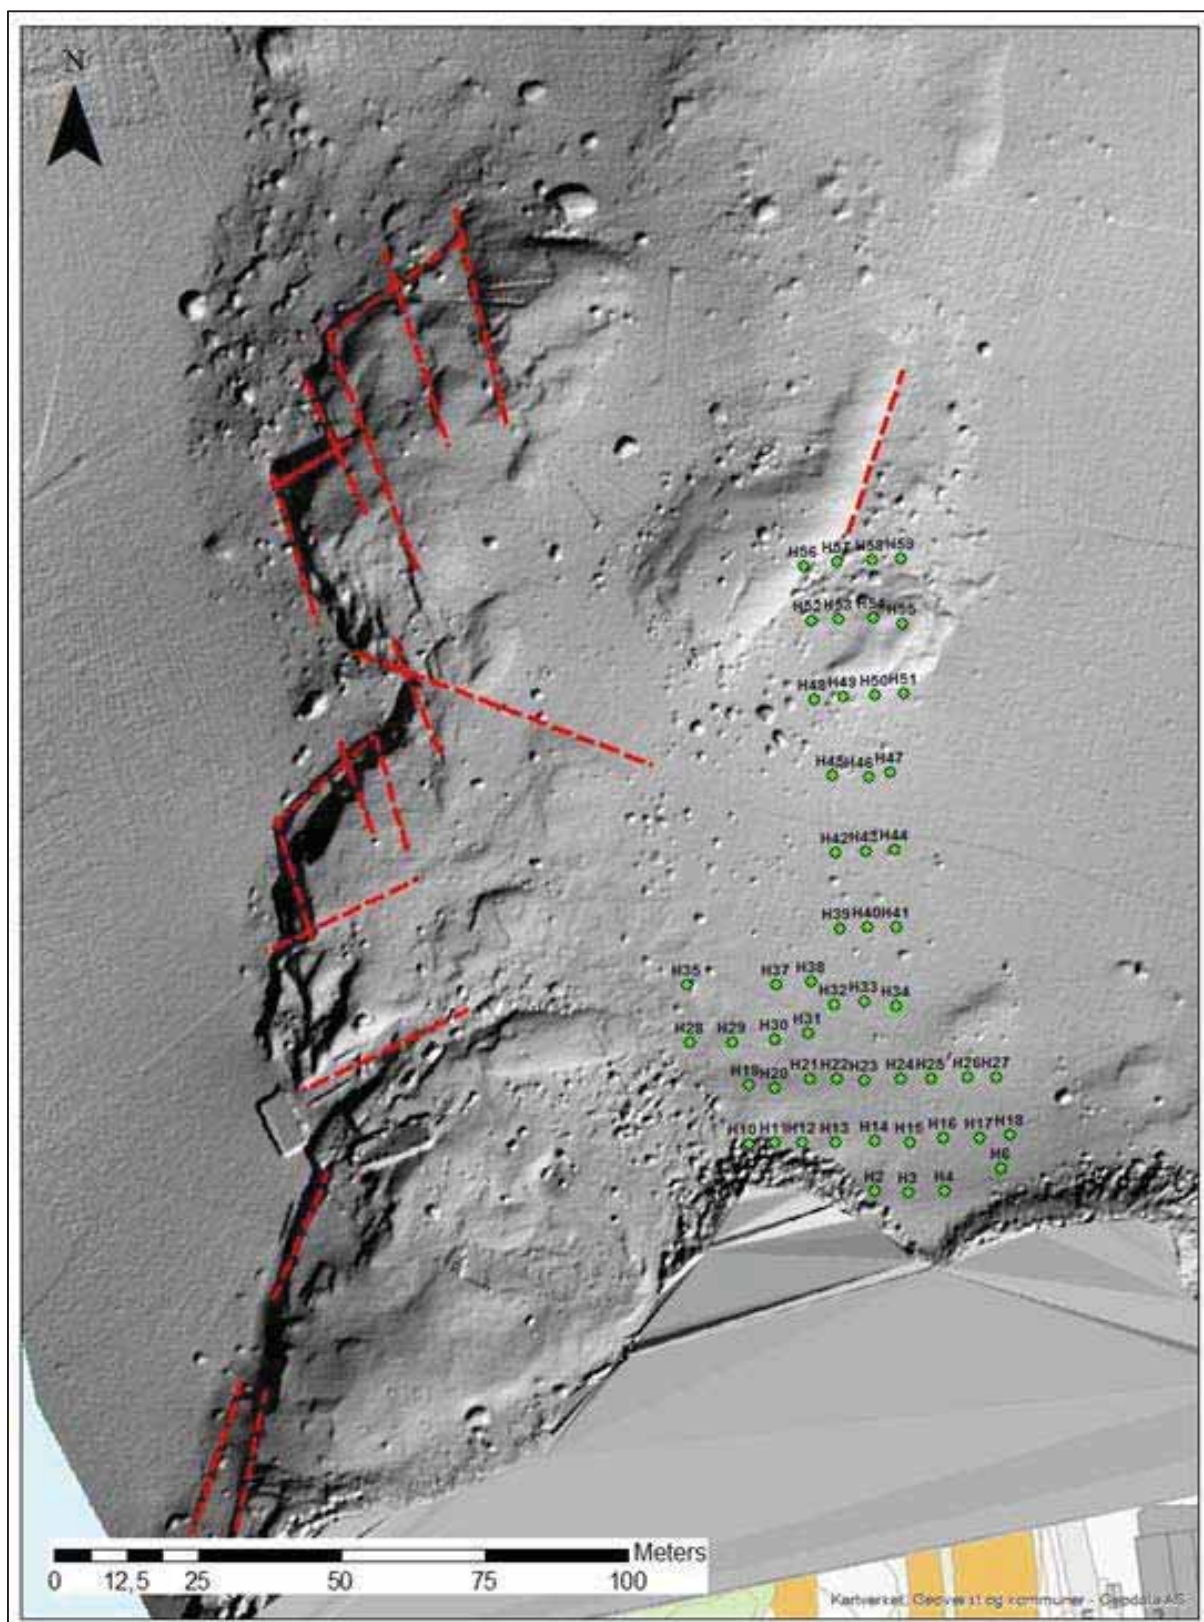 N
H56 H57 H58 H59
H52 H53 H54 H55
H48 H49 H50 H51
H45 H46 H47
H42 H43 H44
H39 H40 H41
H35 H37 H38
H32 H33 H34
H28 H29 H30 H31
H19 H20 H21 H22 H23 H24 H25 H26 H27
H10 H11 H12 H13 H14 H15 H16 H17 H18
H6
H2 H3 H4
Meters
0 12,5 25 50 75 100
Kartverket, Geovekst og kommuner - Geodata AS